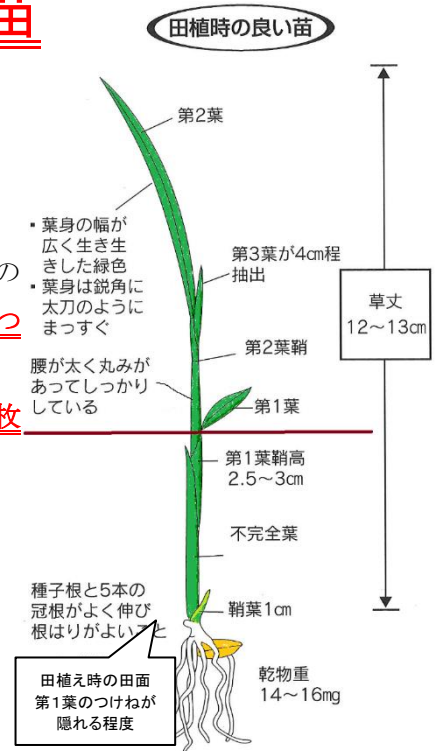 苗
田植時の良い苗
第2葉
▪ 葉身の幅が
広く生き生
きした緑色
▪ 葉身は鋭角に
太刀のように
まっすぐ
の
つ
枚
第3葉が4cm程
抽出
草丈
12～13cm
第2葉鞘
腰が太く丸みが
あってしっかり
している
第1葉
第1葉鞘高
2.5～3cm
不完全葉
種子根と5本の
冠根がよく伸び
根はりがよいこと
鞘葉1cm
田植え時の田面
第1葉のつけねが
隠れる程度
乾物重
14～16mg